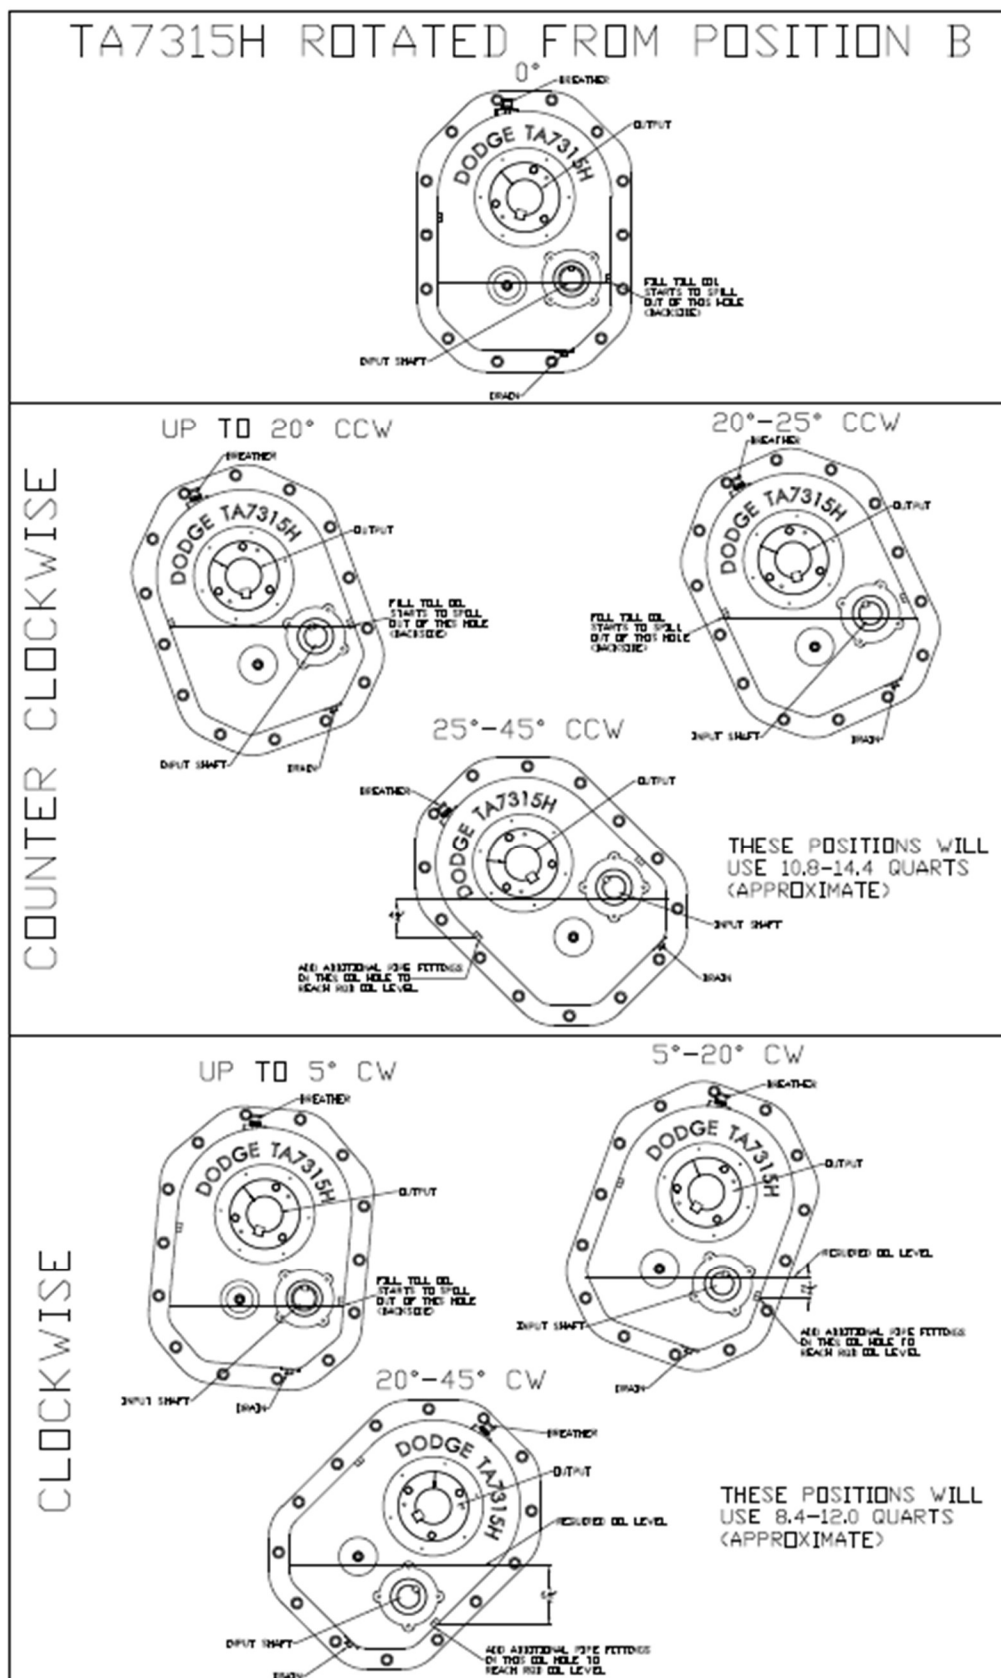 TA7315H ROTATED FROM POSITION B
0°
BREATHER
OUTPUT
DODGE TA7315H
FILL TILL OIL
STARTS TO SPILL
OUT OF THIS HOLE
(BACKSIDE)
INPUT SHAFT
DRAIN
COUNTER CLOCKWISE
UP TO 20° CCW
BREATHER
OUTPUT
DODGE TA7315H
FILL TILL OIL
STARTS TO SPILL
OUT OF THIS HOLE
(BACKSIDE)
INPUT SHAFT
DRAIN
20°-25° CCW
BREATHER
OUTPUT
DODGE TA7315H
FILL TILL OIL
STARTS TO SPILL
OUT OF THIS HOLE
(BACKSIDE)
INPUT SHAFT
DRAIN
25°-45° CCW
BREATHER
OUTPUT
DODGE TA7315H
INPUT SHAFT
DRAIN
ADD ADDITIONAL PIPE FITTINGS
IN THIS OIL HOLE TO
REACH RQD OIL LEVEL
THESE POSITIONS WILL
USE 10.8-14.4 QUARTS
(APPROXIMATE)
CLOCKWISE
UP TO 5° CW
BREATHER
DODGE TA7315H
OUTPUT
FILL TILL OIL
STARTS TO SPILL
OUT OF THIS HOLE
(BACKSIDE)
INPUT SHAFT
DRAIN
5°-20° CW
BREATHER
DODGE TA7315H
OUTPUT
REQUIRED OIL LEVEL
INPUT SHAFT
ADD ADDITIONAL PIPE FITTINGS
IN THIS OIL HOLE TO
REACH RQD OIL LEVEL
DRAIN
20°-45° CW
BREATHER
DODGE TA7315H
OUTPUT
REQUIRED OIL LEVEL
INPUT SHAFT
DRAIN
ADD ADDITIONAL PIPE FITTINGS
IN THIS OIL HOLE TO
REACH RQD OIL LEVEL
THESE POSITIONS WILL
USE 8.4-12.0 QUARTS
(APPROXIMATE)